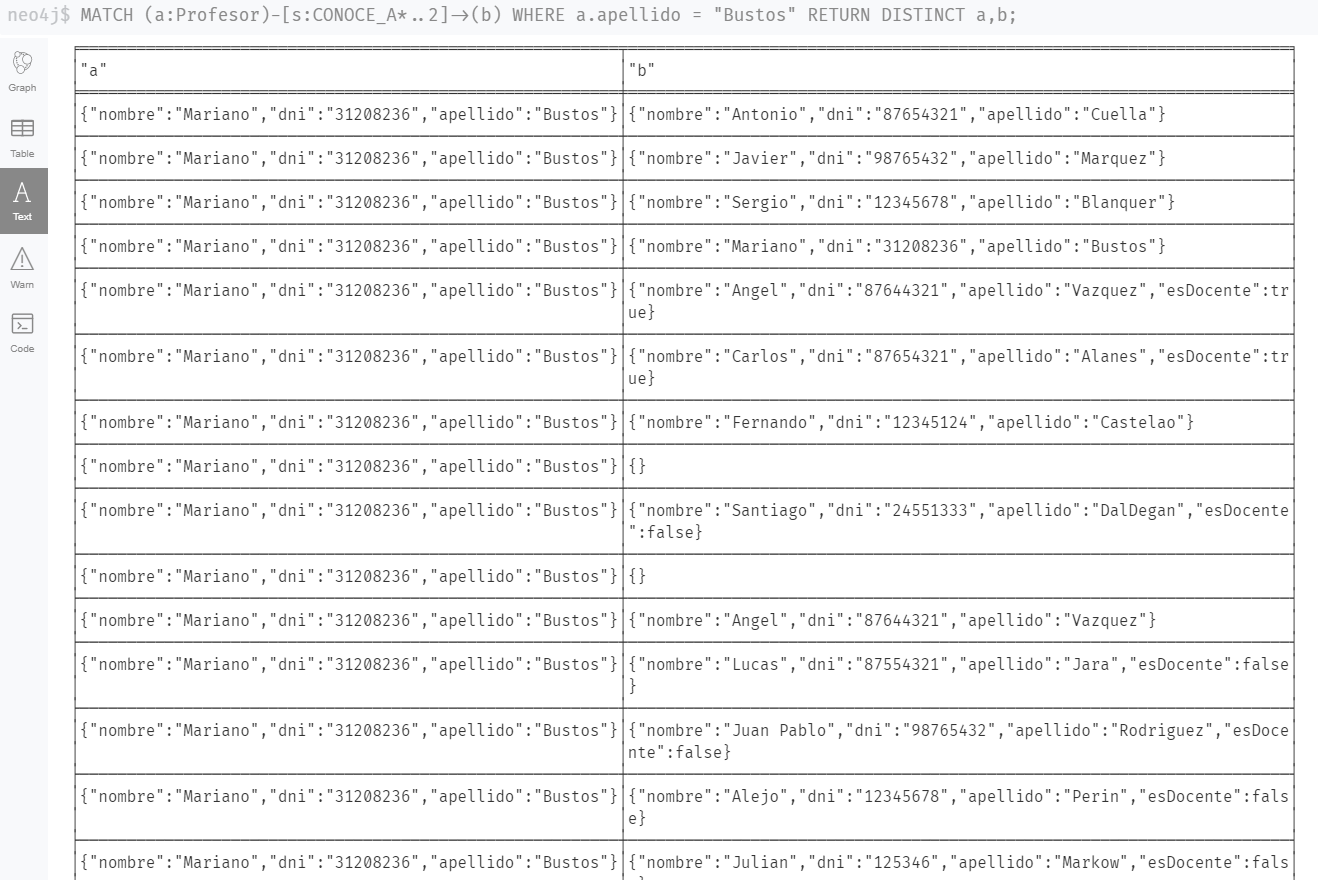 neo4j$ MATCH (a:Profesor)-[s:CONOCE_A*..2]→(b) WHERE a.apellido = "Bustos" RETURN DISTINCT a,b;
Graph
Table
Text
Warn
Code
"a" "b"
{"nombre":"Mariano","dni":"31208236","apellido":"Bustos"} {"nombre":"Antonio","dni":"87654321","apellido":"Cuella"}
{"nombre":"Mariano","dni":"31208236","apellido":"Bustos"} {"nombre":"Javier","dni":"98765432","apellido":"Marquez"}
{"nombre":"Mariano","dni":"31208236","apellido":"Bustos"} {"nombre":"Sergio","dni":"12345678","apellido":"Blanquer"}
{"nombre":"Mariano","dni":"31208236","apellido":"Bustos"} {"nombre":"Mariano","dni":"31208236","apellido":"Bustos"}
{"nombre":"Mariano","dni":"31208236","apellido":"Bustos"} {"nombre":"Angel","dni":"87644321","apellido":"Vazquez","esDocente":tr
ue}
{"nombre":"Mariano","dni":"31208236","apellido":"Bustos"} {"nombre":"Carlos","dni":"87654321","apellido":"Alanes","esDocente":tr
ue}
{"nombre":"Mariano","dni":"31208236","apellido":"Bustos"} {"nombre":"Fernando","dni":"12345124","apellido":"Castelao"}
{"nombre":"Mariano","dni":"31208236","apellido":"Bustos"} {}
{"nombre":"Mariano","dni":"31208236","apellido":"Bustos"} {"nombre":"Santiago","dni":"24551333","apellido":"DalDegan","esDocente
":false}
{"nombre":"Mariano","dni":"31208236","apellido":"Bustos"} {}
{"nombre":"Mariano","dni":"31208236","apellido":"Bustos"} {"nombre":"Angel","dni":"87644321","apellido":"Vazquez"}
{"nombre":"Mariano","dni":"31208236","apellido":"Bustos"} {"nombre":"Lucas","dni":"87554321","apellido":"Jara","esDocente":false
}
{"nombre":"Mariano","dni":"31208236","apellido":"Bustos"} {"nombre":"Juan Pablo","dni":"98765432","apellido":"Rodriguez","esDoce
nte":false}
{"nombre":"Mariano","dni":"31208236","apellido":"Bustos"} {"nombre":"Alejo","dni":"12345678","apellido":"Perin","esDocente":fals
e}
{"nombre":"Mariano","dni":"31208236","apellido":"Bustos"} {"nombre":"Julian","dni":"125346","apellido":"Markow","esDocente":fals